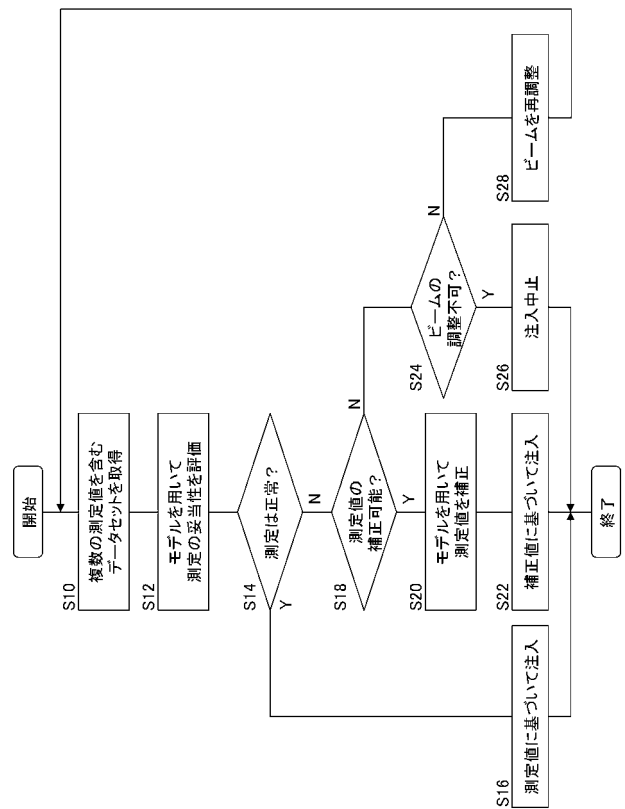 開始
S10
複数の測定値を含む
データセットを取得
S12
モデルを用いて
測定の妥当性を評価
S14
測定は正常?
Y
N
S16
測定値に基づいて注入
S18
測定値の
補正可能?
Y
N
S20
モデルを用いて
測定値を補正
S22
補正値に基づいて注入
S24
ビームの
調整不可?
Y
N
S26
注入中止
S28
ビームを再調整
終了